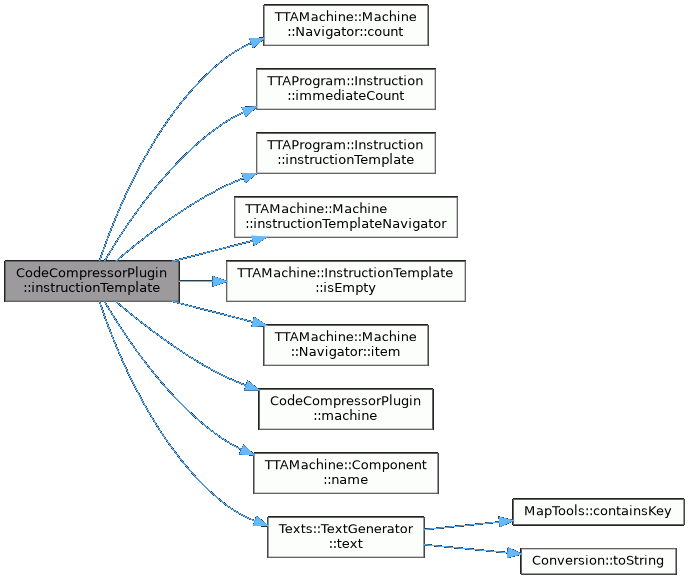 TTAMachine::Machine
::Navigator::count
TTAProgram::Instruction
::immediateCount
TTAProgram::Instruction
::instructionTemplate
TTAMachine::Machine
::instructionTemplateNavigator
CodeCompressorPlugin
::instructionTemplate
TTAMachine::InstructionTemplate
::isEmpty
TTAMachine::Machine
::Navigator::item
CodeCompressorPlugin
::machine
TTAMachine::Component
::name
Texts::TextGenerator
::text
MapTools::containsKey
Conversion::toString